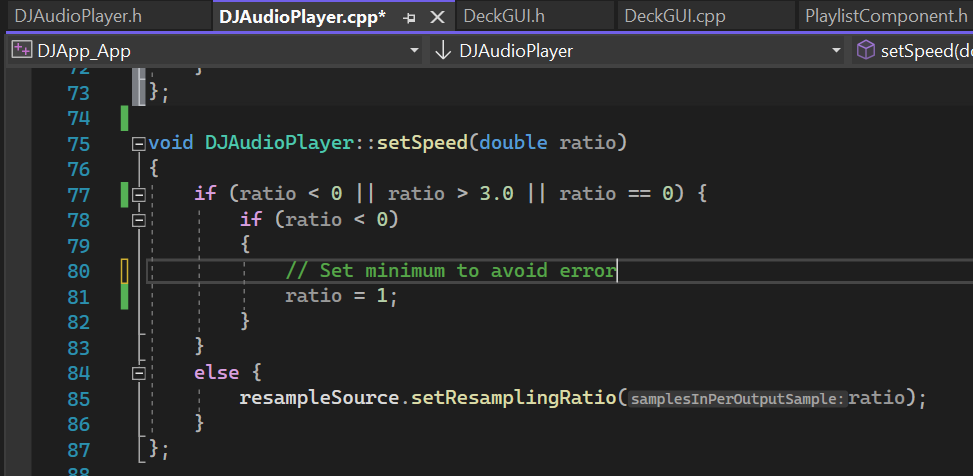 DJAudioPlayer.h DJAudioPlayer.cpp* DeckGUI.h DeckGUI.cpp PlaylistComponent.h
DJApp_App DJAudioPlayer setSpeed(do
72 }
73 };
74
75 void DJAudioPlayer::setSpeed(double ratio)
76 {
77 if (ratio < 0 || ratio > 3.0 || ratio == 0) {
78 if (ratio < 0)
79 {
80 // Set minimum to avoid error
81 ratio = 1;
82 }
83 }
84 else {
85 resampleSource.setResamplingRatio(samplesInPerOutputSample: ratio);
86 }
87 };
88